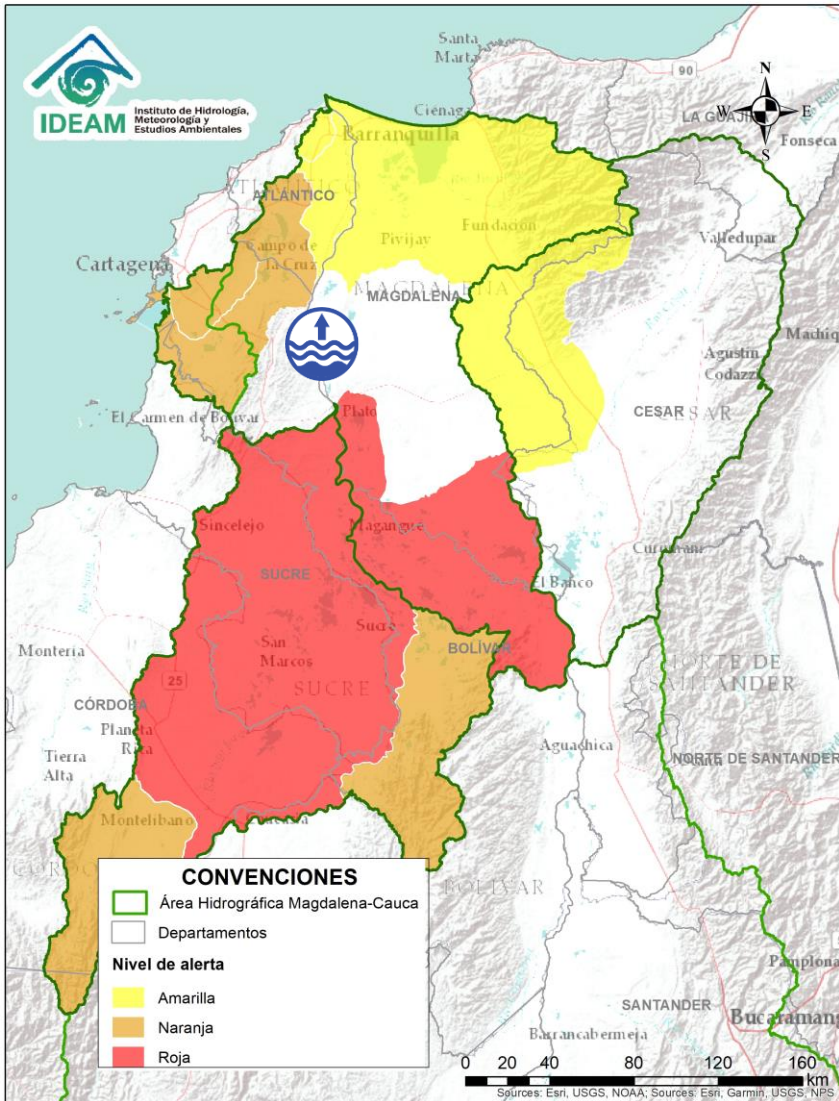 IDEAM
Instituto de Hidrología,
Meteorología y
Estudios Ambientales
Santa
Marta
90
N
W
E
S
Ciénaga
LA GUAJI
Fonseca
Barranquilla
ATLÁNTICO
Fundación
Campo de
la Cruz
Pivijay
Valledupar
Cartagena
MAGDALENA
Agustín
Codazzi
Plato
CESAR
El Carmen de Bolívar
Sincelejo
Magangue
Curumaní
SUCRE
El Banco
Sucre
San
Marcos
BOLÍVAR
Montería
25
SUCRE
NORTE DE
SANTANDER
CÓRDOBA
Planeta
Rica
Aguachica
Tierra
Alta
NORTE DE SANTANDER
Montelíbano
BOLÍVAR
CONVENCIONES
Área Hidrográfica Magdalena-Cauca
Departamentos
Nivel de alerta
Amarilla
Naranja
Roja
Pamplona
SANTANDER
Bucaramang
Barrancabermeja
0 20 40 80 120 160
km
Sources: Esri, USGS, NOAA; Sources: Esri, Garmin, USGS, NPS